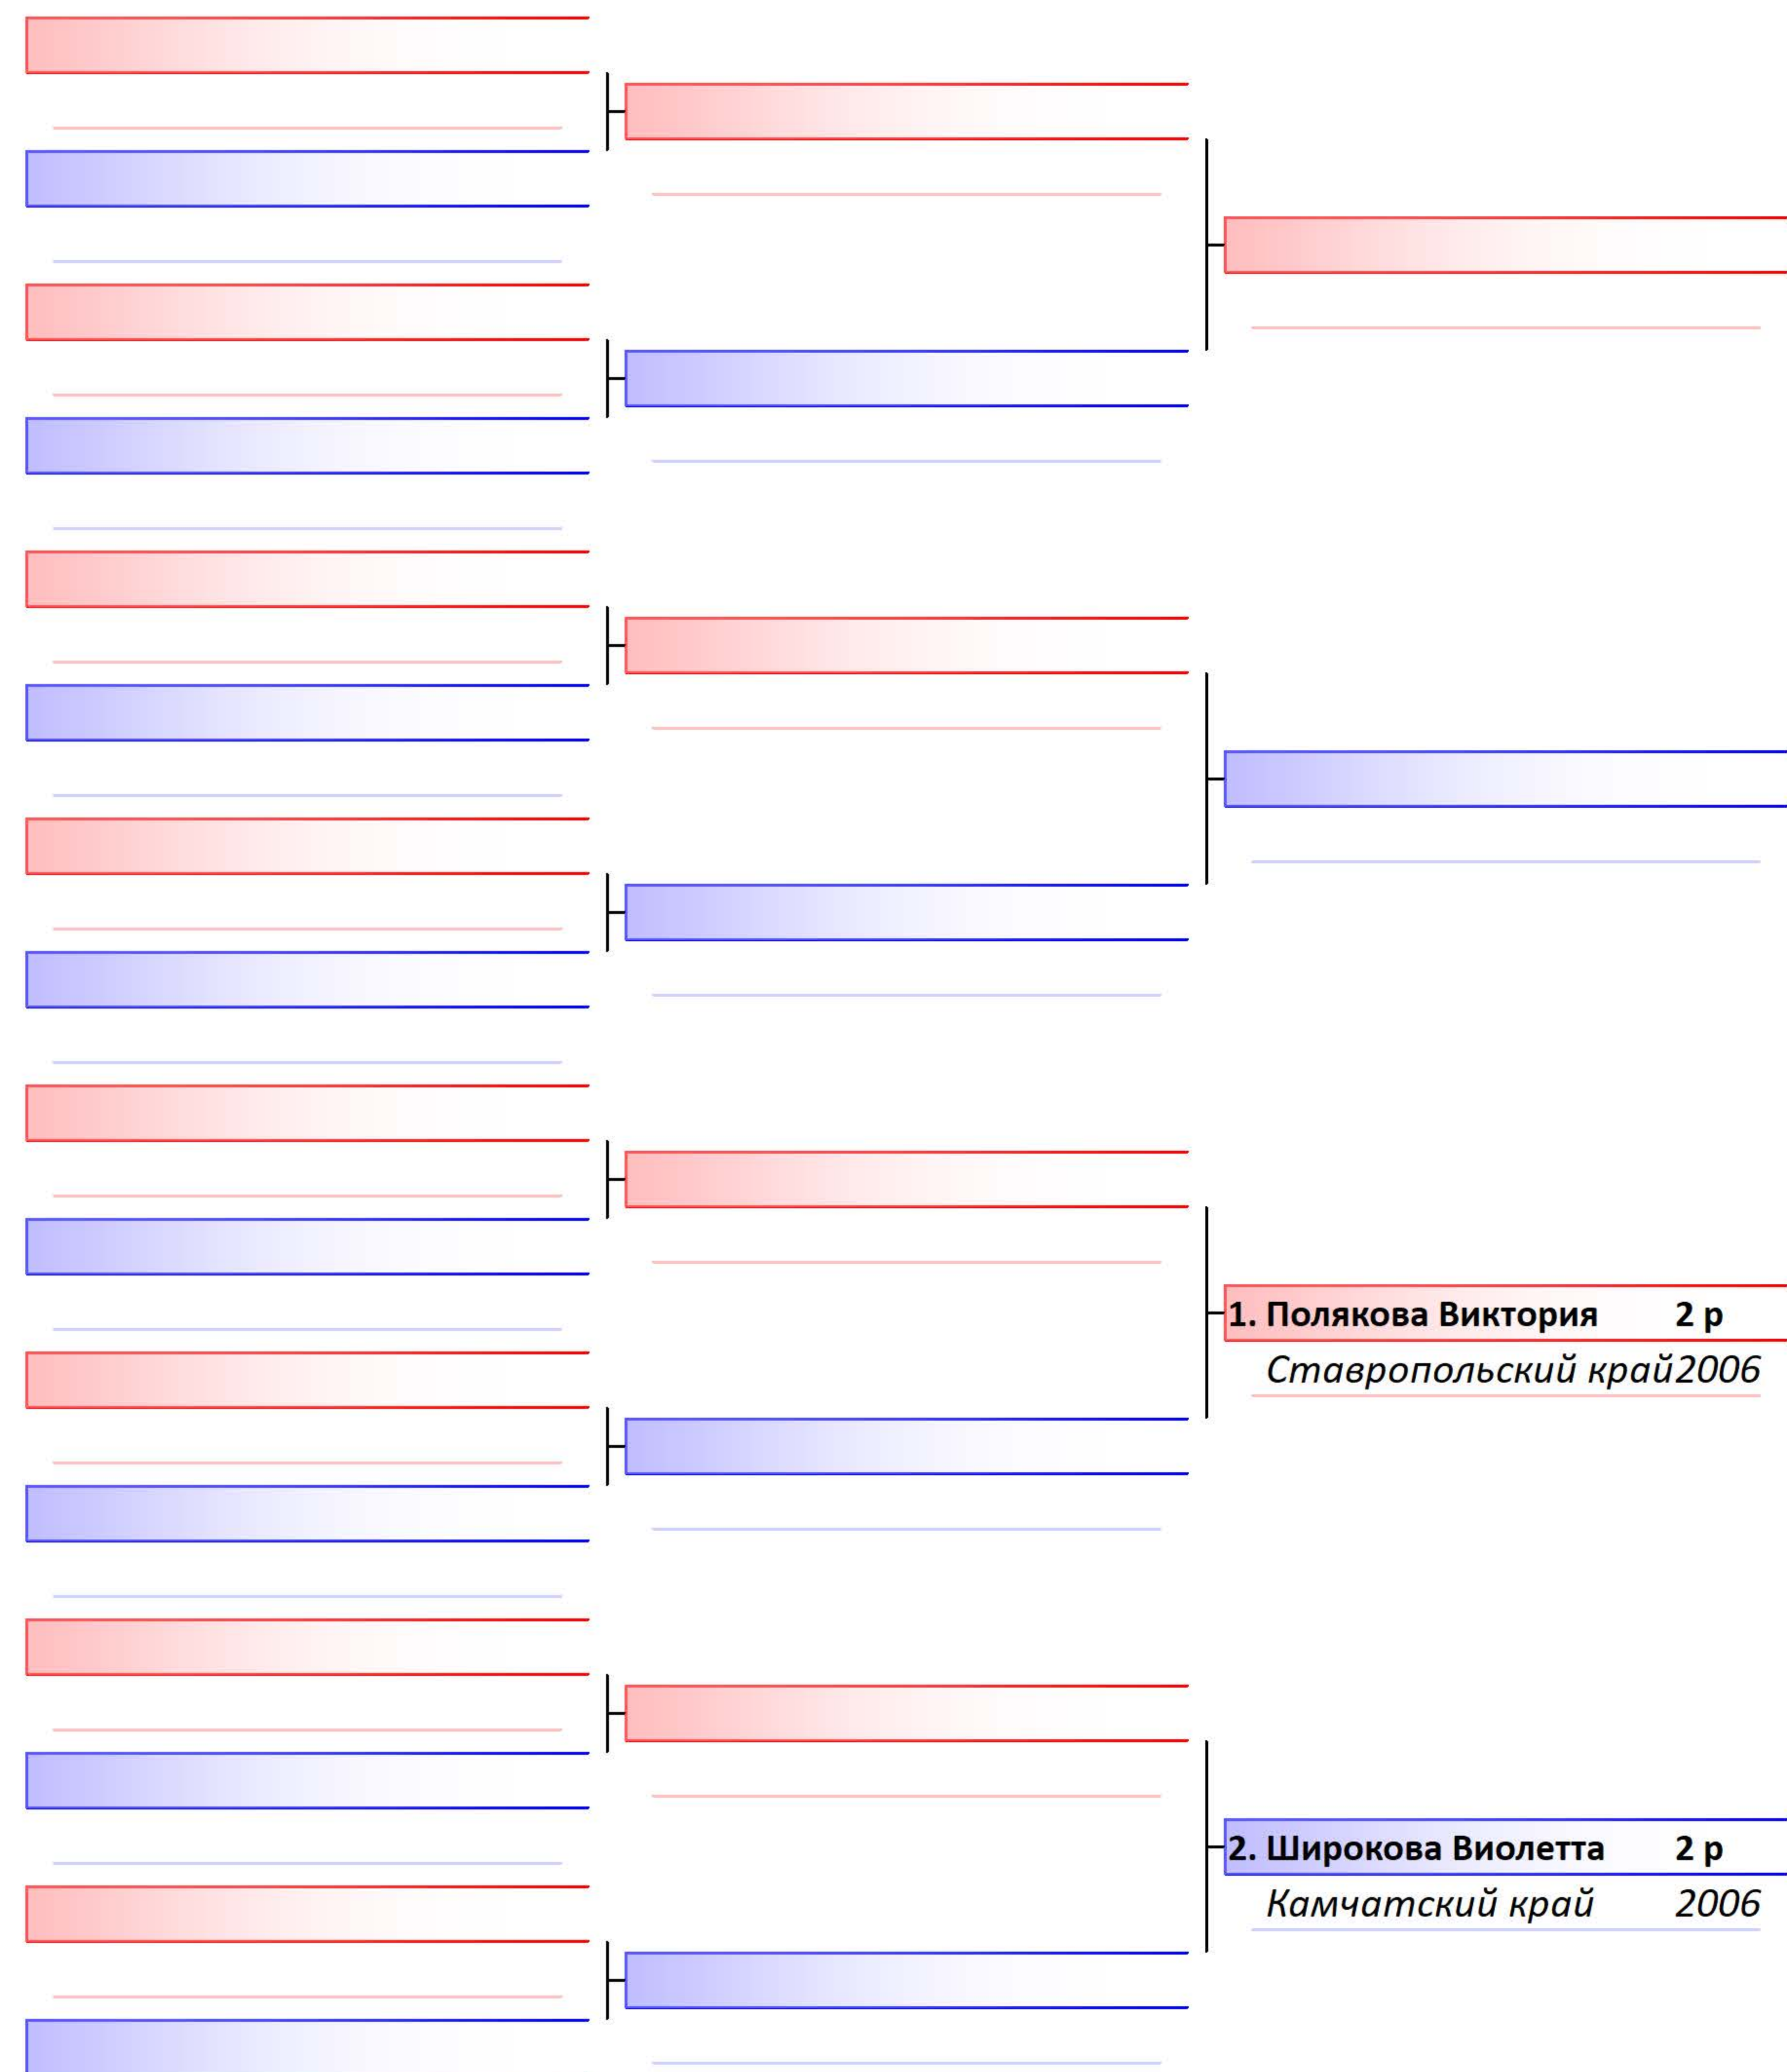 1. Полякова Виктория 2 р
Ставропольский край 2006
2. Широкова Виолетта 2 р
Камчатский край 2006